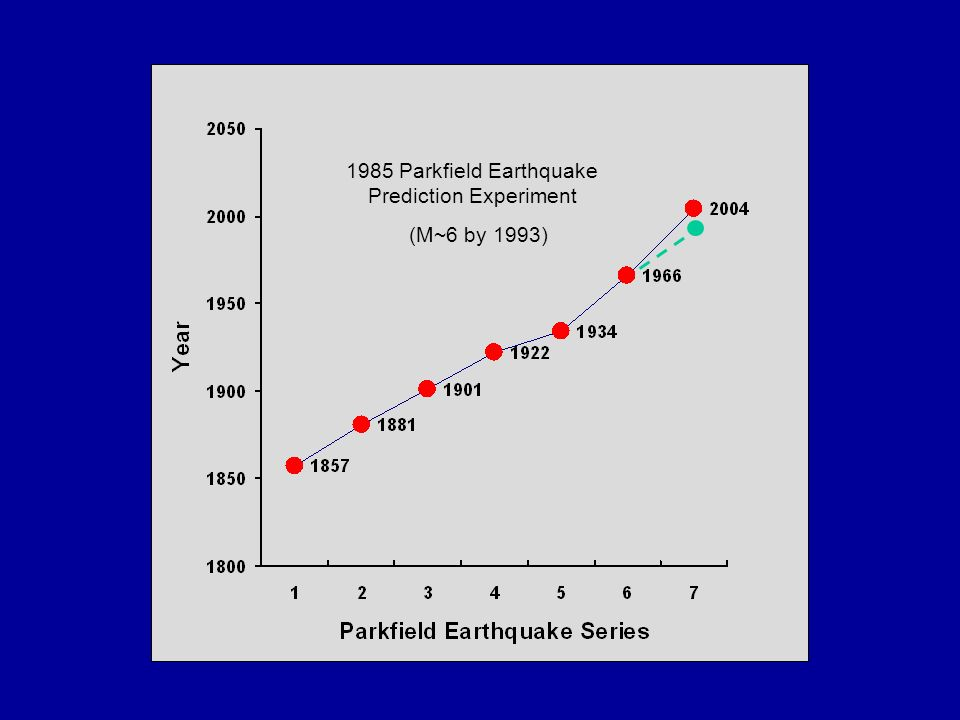 1985 Parkfield Earthquake
Prediction Experiment
(M~6 by 1993)
Year
2050
2000
1950
1900
1850
1800
1857
1881
1901
1922
1934
1966
2004
1 2 3 4 5 6 7
Parkfield Earthquake Series